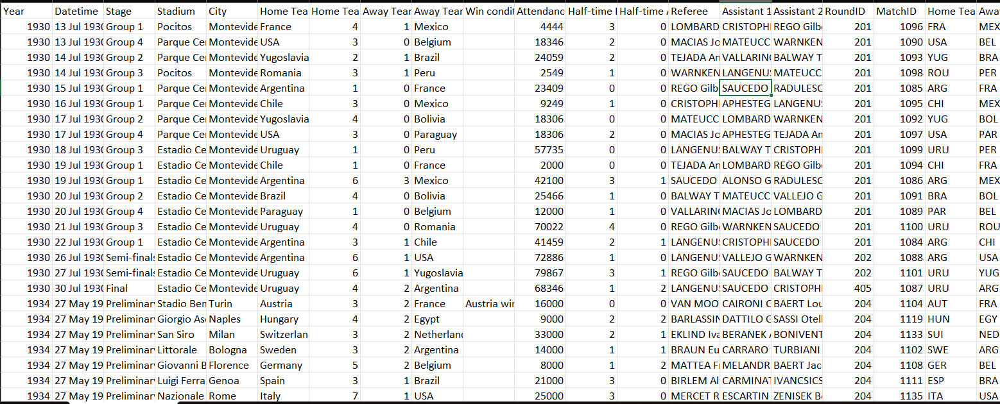 Year Datetime Stage Stadium City Home Tea Home Tea Away Tear Away Tear Win condit Attendanc Half-time Half-time Referee Assistant 1 Assistant 2 RoundID MatchID Home Tea Awa
1930 13 Jul 1930 Group 1 Pocitos Montevide France 4 1 Mexico 4444 3 0 LOMBARD CRISTOPH REGO Gilb 201 1096 FRA MEX
1930 13 Jul 1930 Group 4 Parque Ce Montevide USA 3 0 Belgium 18346 2 0 MACIAS Jo MATEUCC WARNKEN 201 1090 USA BEL
1930 14 Jul 1930 Group 2 Parque Ce Montevide Yugoslavia 2 1 Brazil 24059 2 0 TEJADA An VALLARIN BALWAY T 201 1093 YUG BRA
1930 14 Jul 1930 Group 3 Pocitos Montevide Romania 3 1 Peru 2549 1 0 WARNKEN LANGENUS MATEUCC 201 1098 ROU PER
1930 15 Jul 1930 Group 1 Parque Ce Montevide Argentina 1 0 France 23409 0 0 REGO Gilb SAUCEDO RADULESC 201 1085 ARG FRA
1930 16 Jul 1930 Group 1 Parque Ce Montevide Chile 3 0 Mexico 9249 1 0 CRISTOPH APHESTEG LANGENUS 201 1095 CHI MEX
1930 17 Jul 1930 Group 2 Parque Ce Montevide Yugoslavia 4 0 Bolivia 18306 0 0 MATEUCC LOMBARD WARNKEN 201 1092 YUG BOL
1930 17 Jul 1930 Group 4 Parque Ce Montevide USA 3 0 Paraguay 18306 2 0 MACIAS Jo APHESTEG TEJADA An 201 1097 USA PAR
1930 18 Jul 1930 Group 3 Estadio Ce Montevide Uruguay 1 0 Peru 57735 0 0 LANGENUS BALWAY T CRISTOPH 201 1099 URU PER
1930 19 Jul 1930 Group 1 Estadio Ce Montevide Chile 1 0 France 2000 0 0 TEJADA An LOMBARD REGO Gilb 201 1094 CHI FRA
1930 19 Jul 1930 Group 1 Estadio Ce Montevide Argentina 6 3 Mexico 42100 3 1 SAUCEDO ALONSO G RADULESC 201 1086 ARG MEX
1930 20 Jul 1930 Group 2 Estadio Ce Montevide Brazil 4 0 Bolivia 25466 1 0 BALWAY T MATEUCC VALLEJO G 201 1091 BRA BOL
1930 20 Jul 1930 Group 4 Estadio Ce Montevide Paraguay 1 0 Belgium 12000 1 0 VALLARIN MACIAS Jo LOMBARD 201 1089 PAR BEL
1930 21 Jul 1930 Group 3 Estadio Ce Montevide Uruguay 4 0 Romania 70022 4 0 REGO Gilb WARNKEN SAUCEDO 201 1100 URU ROU
1930 22 Jul 1930 Group 1 Estadio Ce Montevide Argentina 3 1 Chile 41459 2 1 LANGENUS CRISTOPH SAUCEDO 201 1084 ARG CHI
1930 26 Jul 1930 Semi-finals Estadio Ce Montevide Argentina 6 1 USA 72886 1 0 LANGENUS VALLEJO G WARNKEN 202 1088 ARG USA
1930 27 Jul 1930 Semi-finals Estadio Ce Montevide Uruguay 6 1 Yugoslavia 79867 3 1 REGO Gilb SAUCEDO BALWAY T 202 1101 URU YUG
1930 30 Jul 1930 Final Estadio Ce Montevide Uruguay 4 2 Argentina 68346 1 2 LANGENUS SAUCEDO CRISTOPH 405 1087 URU ARG
1934 27 May 19 Preliminar Stadio Ben Turin Austria 3 2 France Austria win 16000 0 0 VAN MOO CAIRONI C BAERT Lou 204 1104 AUT FRA
1934 27 May 19 Preliminar Giorgio As Naples Hungary 4 2 Egypt 9000 2 2 BARLASSIN DATTILO G SASSI Otell 204 1119 HUN EGY
1934 27 May 19 Preliminar San Siro Milan Switzerlan 3 2 Netherlan 33000 2 1 EKLIND Iva BERANEK BONIVENT 204 1133 SUI NED
1934 27 May 19 Preliminar Littorale Bologna Sweden 3 2 Argentina 14000 1 1 BRAUN Eu CARRARO TURBIANI 204 1102 SWE ARG
1934 27 May 19 Preliminar Giovanni B Florence Germany 5 2 Belgium 8000 1 2 MATTEA Fr MELANDR BAERT Jac 204 1108 GER BEL
1934 27 May 19 Preliminar Luigi Ferra Genoa Spain 3 1 Brazil 21000 3 0 BIRLEM Al CARMINAT IVANCSICS 204 1111 ESP BRA
1934 27 May 19 Preliminar Nazionale Rome Italy 7 1 USA 25000 3 0 MERCET R ESCARTIN ZENISEK B 204 1135 ITA USA